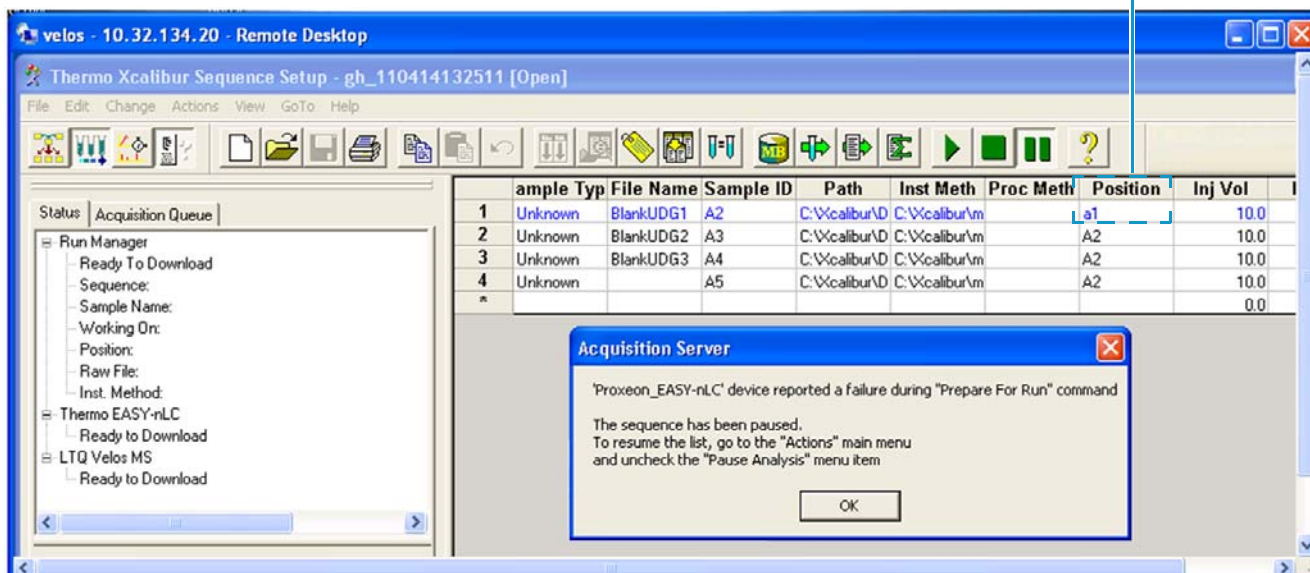 velos - 10.32.134.20 - Remote Desktop
Thermo Xcalibur Sequence Setup - gh_110414132511 [Open]
File Edit Change Actions View GoTo Help
MB
Status Acquisition Queue
Run Manager
Ready To Download
Sequence:
Sample Name:
Working On:
Position:
Raw File:
Inst. Method:
Thermo EASY-nLC
Ready to Download
LTQ Velos MS
Ready to Download
ample Typ File Name Sample ID Path Inst Meth Proc Meth Position Inj Vol
1 Unknown BlankUDG1 A2 C:\Xcalibur\D C:\Xcalibur\m a1 10.0
2 Unknown BlankUDG2 A3 C:\Xcalibur\D C:\Xcalibur\m A2 10.0
3 Unknown BlankUDG3 A4 C:\Xcalibur\D C:\Xcalibur\m A2 10.0
4 Unknown A5 C:\Xcalibur\D C:\Xcalibur\m A2 10.0
* 0.0
Acquisition Server
'Proxeon_EASY-nLC' device reported a failure during "Prepare For Run" command
The sequence has been paused.
To resume the list, go to the "Actions" main menu
and uncheck the "Pause Analysis" menu item
OK